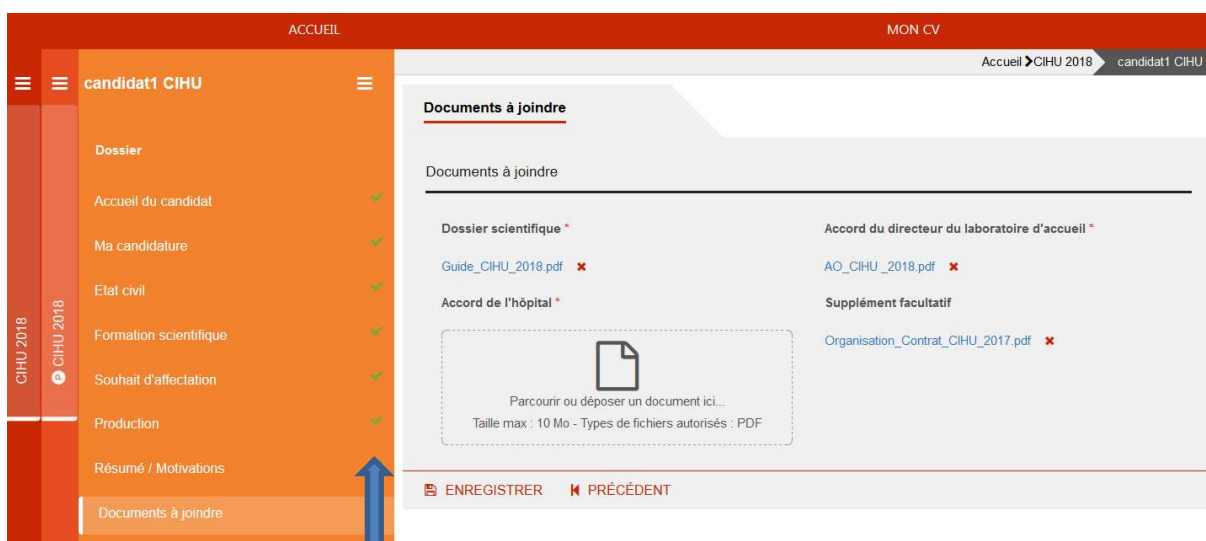 ACCUEIL
MON CV
Accueil CIHU 2018 candidat1 CIHU
CIHU 2018
P CIHU 2018
candidat1 CIHU
Dossier
Accueil du candidat
Ma candidature
Etat civil
Formation scientifique
Souhait d'affectation
Production
Résumé / Motivations
Documents à joindre
Documents à joindre
Documents à joindre
Dossier scientifique *
Accord du directeur du laboratoire d'accueil *
Guide_CIHU_2018.pdf
AO_CIHU _2018.pdf
Accord de l'hôpital *
Supplément facultatif
Organisation_Contrat_CIHU_2017.pdf
Parcourir ou déposer un document ici...
Taille max : 10 Mo - Types de fichiers autorisés : PDF
ENREGISTRER
PRÉCÉDENT